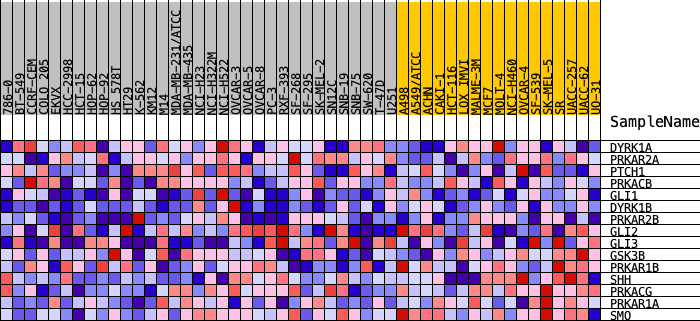 786-0
BT-549
CCRF-CEM
COLO 205
EKVX
HCC-2998
HCT-15
HOP-62
HOP-92
HS 578T
HT29
K-562
KM12
M14
MDA-MB-231/ATCC
MDA-MB-435
NCI-H23
NCI-H322M
NCI-H522
OVCAR-3
OVCAR-5
OVCAR-8
PC-3
RXF-393
SF-268
SF-295
SK-MEL-2
SN12C
SNB-19
SNB-75
SW-620
T-47D
U251
A498
A549/ATCC
ACHN
CAKI-1
HCT-116
LOX IMVI
MALME-3M
MCF7
MOLT-4
NCI-H460
OVCAR-4
SF-539
SK-MEL-5
SR
UACC-257
UACC-62
UO-31
SampleName
DYRK1A
PRKAR2A
PTCH1
PRKACB
GLI1
DYRK1B
PRKAR2B
GLI2
GLI3
GSK3B
PRKAR1B
SHH
PRKACG
PRKAR1A
SMO